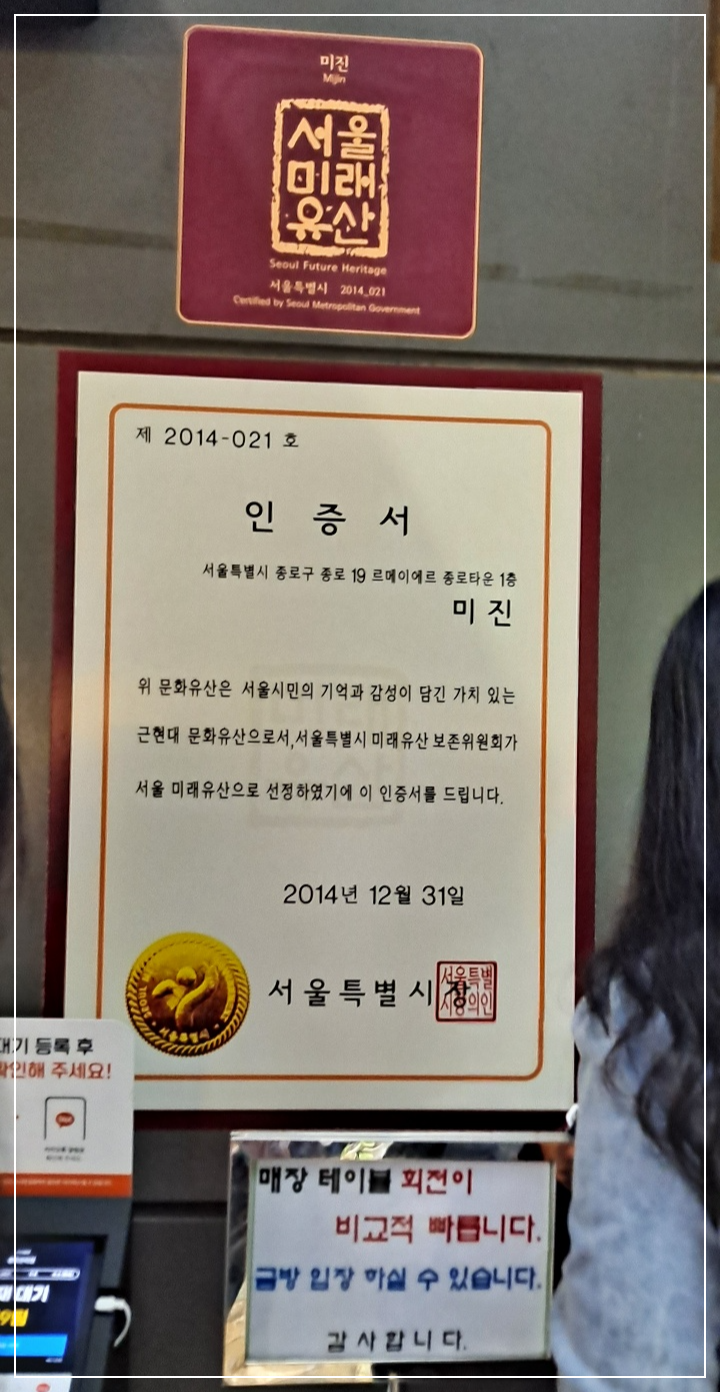 미진
Mijin
서울
미래
유산
Seoul Future Heritage
서울특별시 2014_021
Certified by Seoul Metropolitan Government
제 2014-021 호
인 증 서
서울특별시 종로구 종로 19 르메이에르 종로타운 1층
미 진
위 문화유산은 서울시민의 기억과 감성이 담긴 가치 있는
근현대 문화유산으로서,서울특별시 미래유산 보존위원회가
서울 미래유산으로 선정하였기에 이 인증서를 드립니다.
2014년 12월 31일
서울특별시장
서울특별
시장의인
서울특별시
대기 등록 후
확인해 주세요!
대기
매장 테이블 회전이
비교적 빠릅니다.
금방 입장 하실 수 있습니다.
감사합니다.